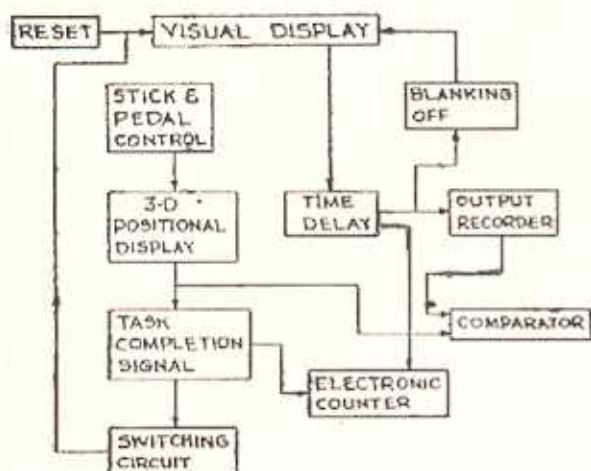 RESET
VISUAL DISPLAY
STICK &
PEDAL
CONTROL
BLANKING
OFF
3-D
POSITIONAL
DISPLAY
TIME
DELAY
OUTPUT
RECORDER
TASK
COMPLETION
SIGNAL
COMPARATOR
ELECTRONIC
COUNTER
SWITCHING
CIRCUIT